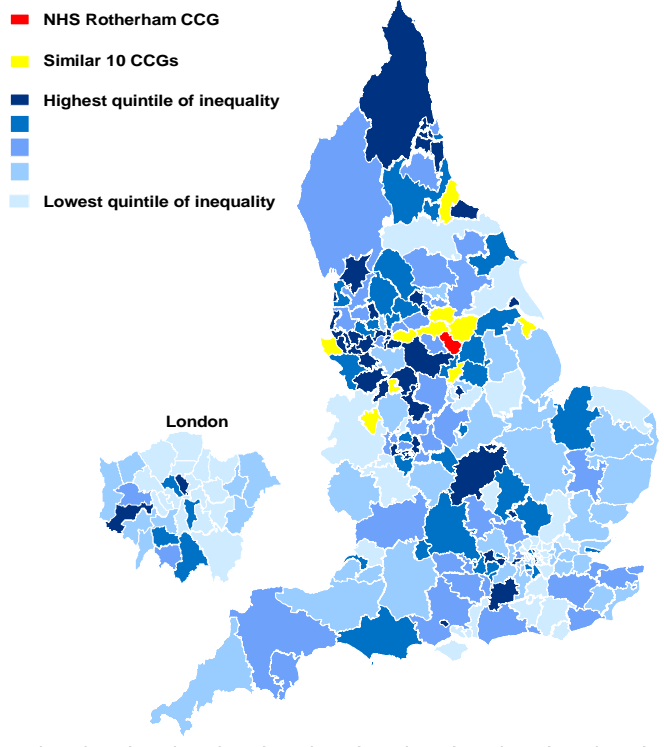 NHS Rotherham CCG
Similar 10 CCGs
Highest quintile of inequality
Lowest quintile of inequality
London